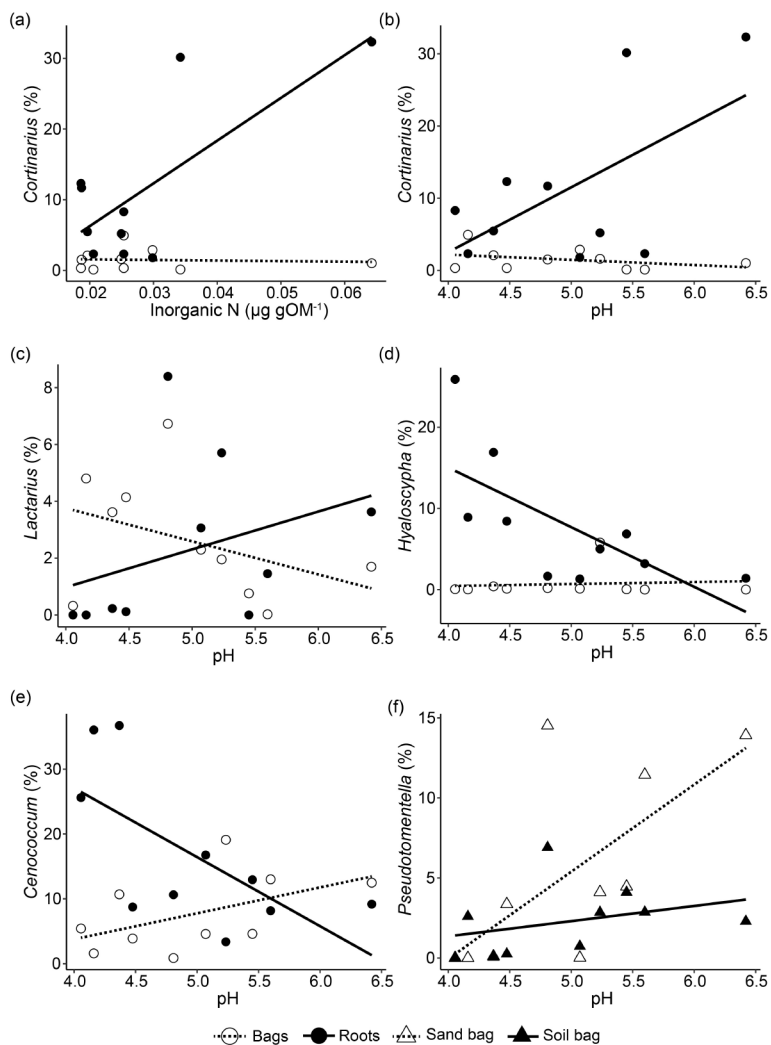 (a)
Cortinarius (%)
30
20
10
0
0.02 0.03 0.04 0.05 0.06
Inorganic N (µg gOM⁻¹)
(b)
Cortinarius (%)
30
20
10
0
4.0 4.5 5.0 5.5 6.0 6.5
pH
(c)
Lactarius (%)
8
6
4
2
0
4.0 4.5 5.0 5.5 6.0 6.5
pH
(d)
Hyaloscypha (%)
20
10
0
4.0 4.5 5.0 5.5 6.0 6.5
pH
(e)
Cenococcum (%)
30
20
10
0
4.0 4.5 5.0 5.5 6.0 6.5
pH
(f)
Pseudotomentella (%)
15
10
5
0
4.0 4.5 5.0 5.5 6.0 6.5
pH
Bags Roots Sand bag Soil bag